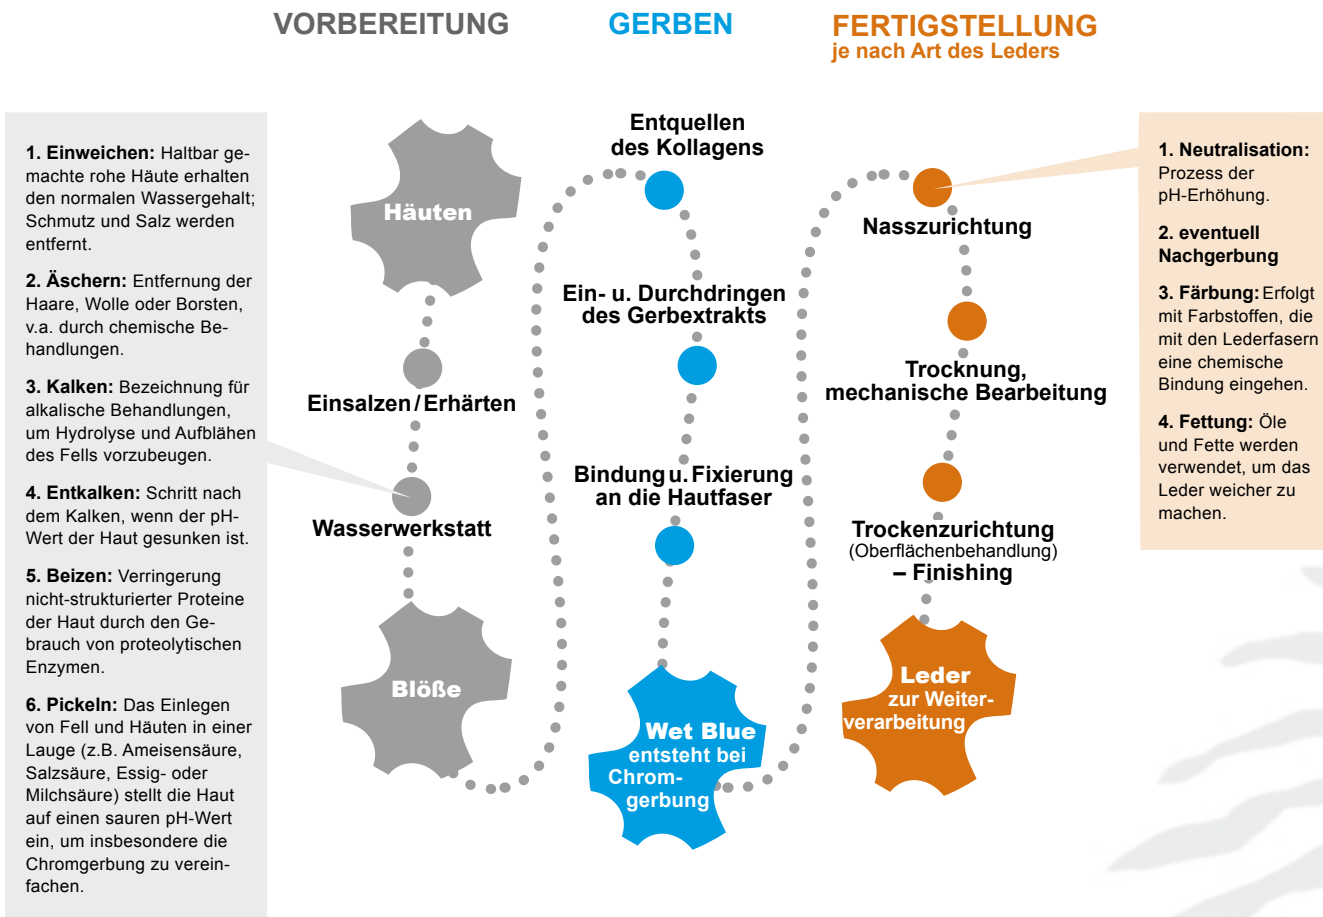 VORBEREITUNG
GERBEN
FERTIGSTELLUNG
je nach Art des Leders
1. Einweichen: Haltbar ge-
machte rohe Häute erhalten
den normalen Wassergehalt;
Schmutz und Salz werden
entfernt.
2. Äschern: Entfernung der
Haare, Wolle oder Borsten,
v.a. durch chemische Be-
handlungen.
3. Kalken: Bezeichnung für
alkalische Behandlungen,
um Hydrolyse und Aufblähen
des Fells vorzubeugen.
4. Entkalken: Schritt nach
dem Kalken, wenn der pH-
Wert der Haut gesunken ist.
5. Beizen: Verringerung
nicht-strukturierter Proteine
der Haut durch den Ge-
brauch von proteolytischen
Enzymen.
6. Pickeln: Das Einlegen
von Fell und Häuten in einer
Lauge (z.B. Ameisensäure,
Salzsäure, Essig- oder
Milchsäure) stellt die Haut
auf einen sauren pH-Wert
ein, um insbesondere die
Chromgerbung zu verein-
fachen.
Häuten
Einsalzen / Erhärten
Wasserwerkstatt
Blöße
Entquellen
des Kollagens
Ein- u. Durchdringen
des Gerbextrakts
Bindung u. Fixierung
an die Hautfaser
Wet Blue
entsteht bei
Chrom-
gerbung
Nasszurichtung
Trocknung,
mechanische Bearbeitung
Trockenzurichtung
(Oberflächenbehandlung)
– Finishing
Leder
zur Weiter-
verarbeitung
1. Neutralisation:
Prozess der
pH-Erhöhung.
2. eventuell
Nachgerbung
3. Färbung: Erfolgt
mit Farbstoffen, die
mit den Lederfasern
eine chemische
Bindung eingehen.
4. Fettung: Öle
und Fette werden
verwendet, um das
Leder weicher zu
machen.